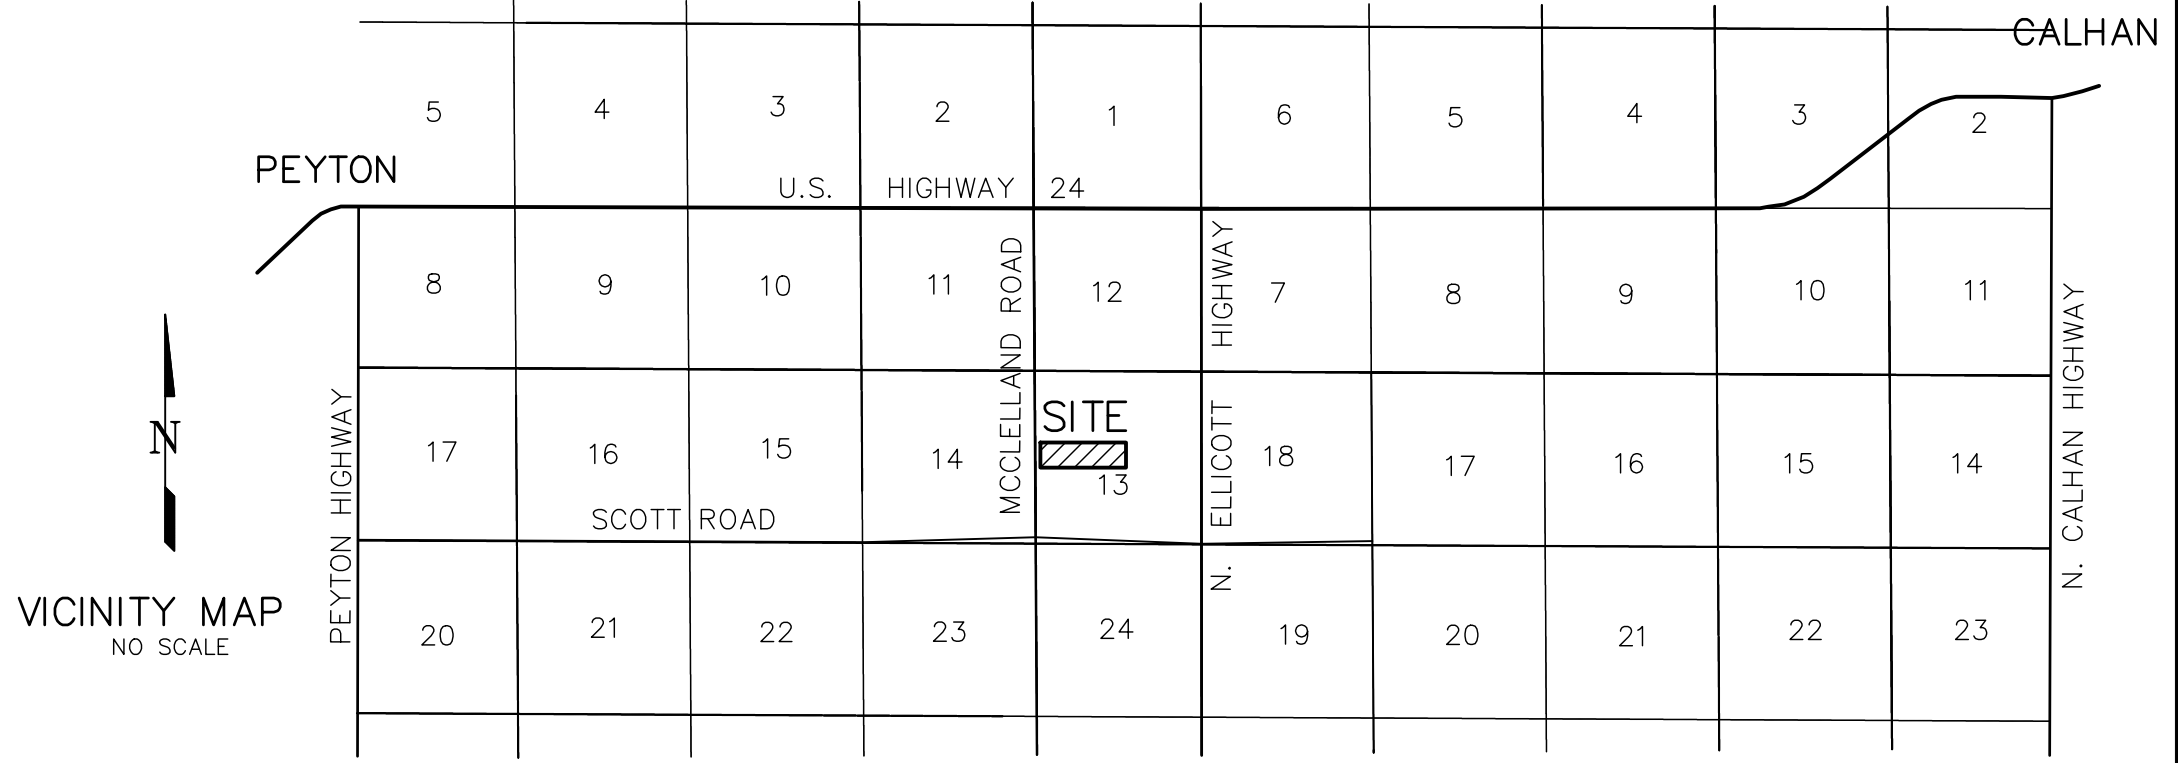 CALHAN
5 4 3 2 1 6 5 4 3 2
PEYTON
U.S. HIGHWAY 24
8 9 10 11 12 7 8 9 10 11
MCCLELLAND ROAD
N. ELLICOTT HIGHWAY
N. CALHAN HIGHWAY
PEYTON HIGHWAY
N
SITE
17 16 15 14 13 18 17 16 15 14
SCOTT ROAD
VICINITY MAP
NO SCALE
20 21 22 23 24 19 20 21 22 23